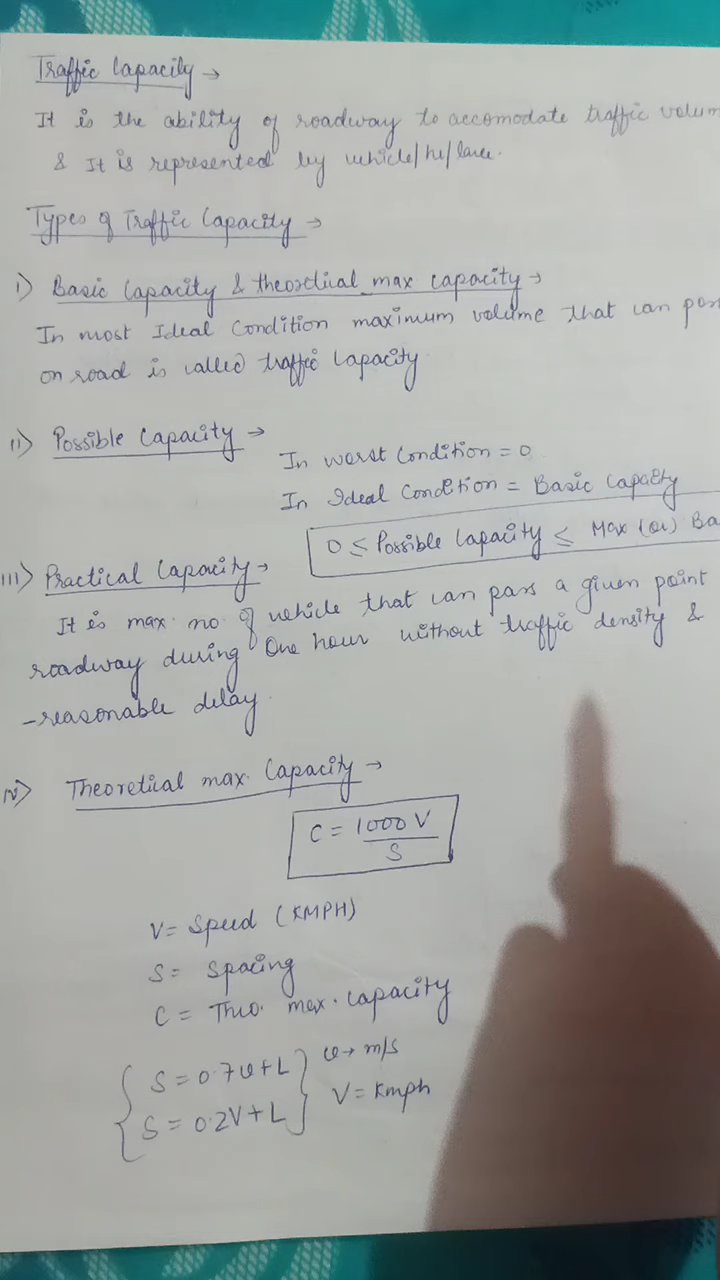 Traffic Capacity →
It is the ability of roadway to accomodate traffic volum
& It is represented by vehicle/hr/lane.
Types of Traffic Capacity →
i) Basic Capacity & theoretical max capacity →
In most Ideal Condition maximum volume that can pass
on road is called traffic capacity
ii) Possible Capacity →
In worst Condition = 0
In Ideal Condition = Basic Capacity
0 ≤ Possible Capacity ≤ Max (or) Ba
iii) Practical Capacity →
It is max. no. of vehicle that can pass a given point
roadway during One hour without traffic density &
-reasonable delay.
iv) Theoretical max. Capacity →
C = 1000 V
S
V = Speed (KMPH)
S = Spacing
C = Theo. max. capacity
S = 0.7v + L v → m/s
S = 0.2V + L V = Kmph